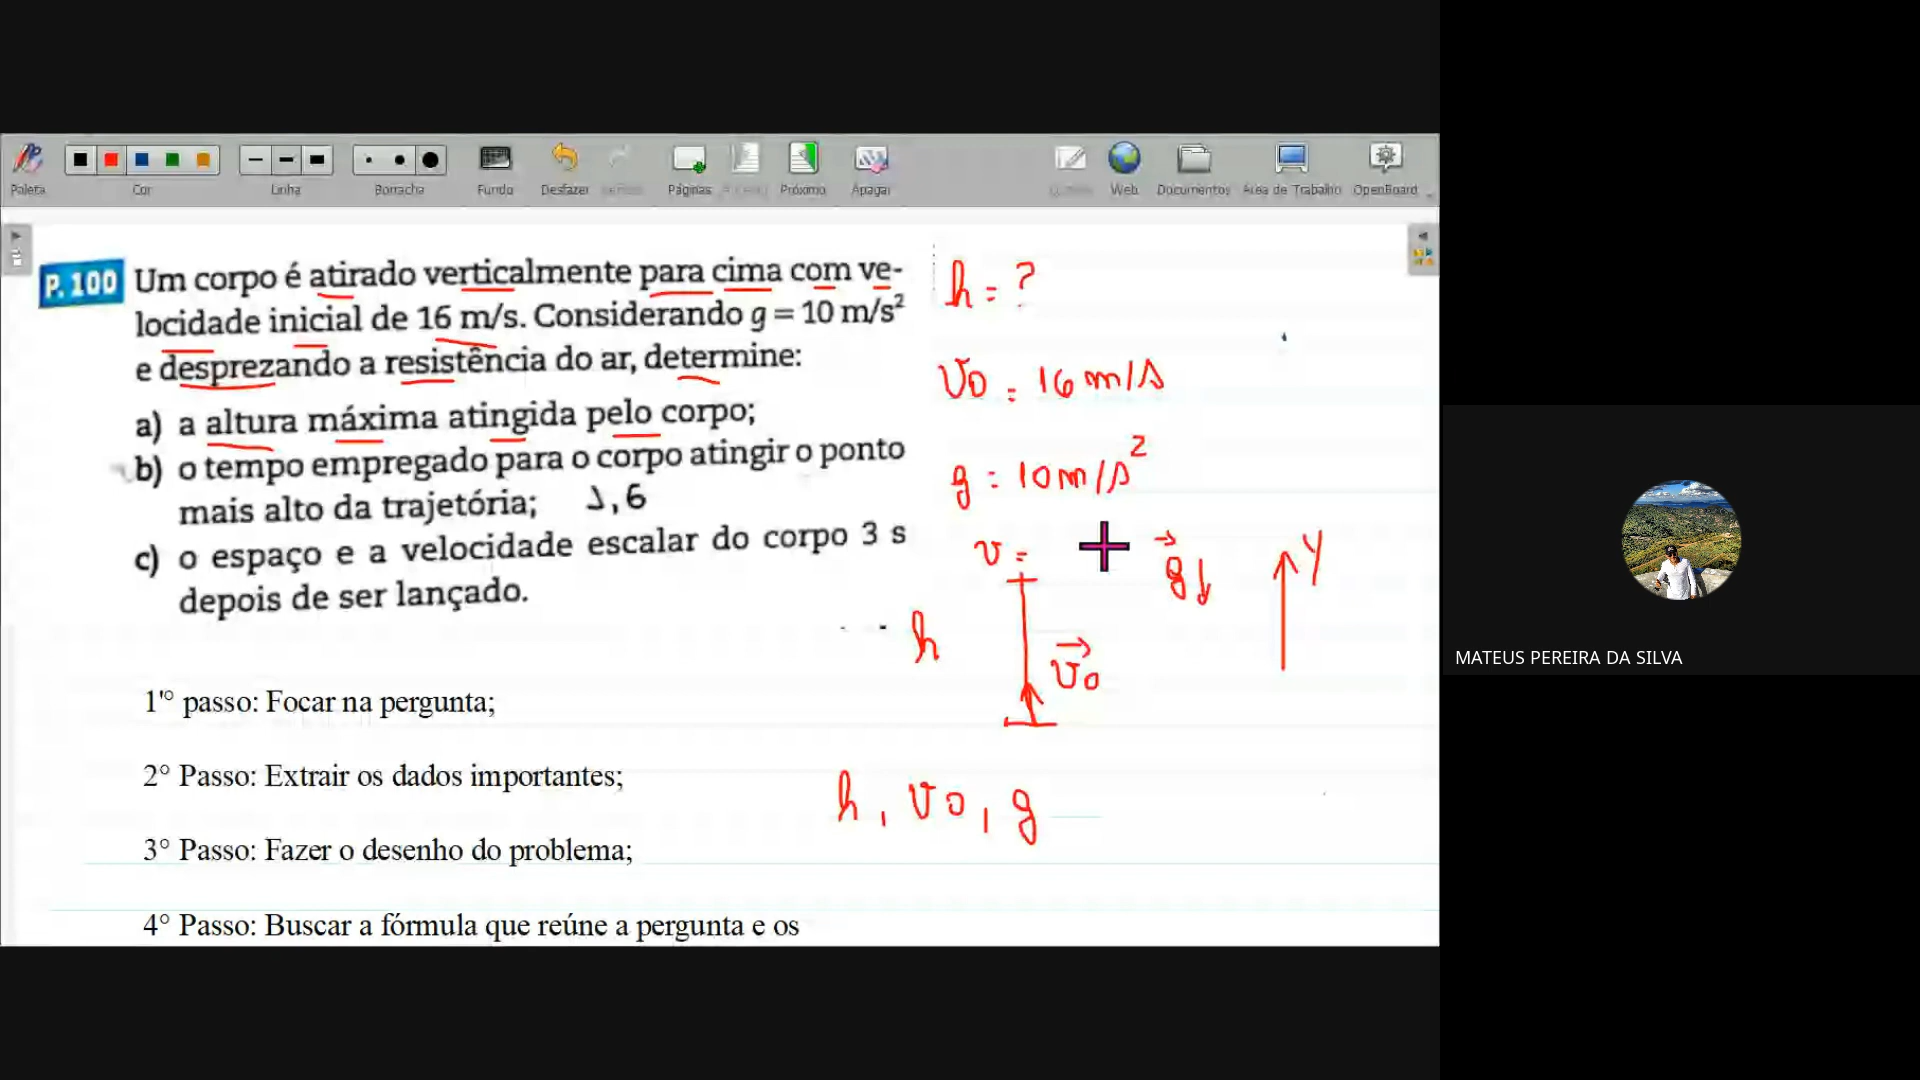 Paleta
Cor
Linha
Borracha
Fundo
Desfazer
Páginas
Próximo
Apagar
Web
Documentos
Área de Trabalho
OpenBoard
P. 100 Um corpo é atirado verticalmente para cima com ve-
locidade inicial de 16 m/s. Considerando g = 10 m/s²
e desprezando a resistência do ar, determine:
a) a altura máxima atingida pelo corpo;
b) o tempo empregado para o corpo atingir o ponto
mais alto da trajetória; 1,6
c) o espaço e a velocidade escalar do corpo 3 s
depois de ser lançado.
1'° passo: Focar na pergunta;
2° Passo: Extrair os dados importantes;
3° Passo: Fazer o desenho do problema;
4° Passo: Buscar a fórmula que reúne a pergunta e os
h = ?
v0 = 16 m/s
g = 10 m/s²
v =
g
y
h
v0
h, v0, g
MATEUS PEREIRA DA SILVA